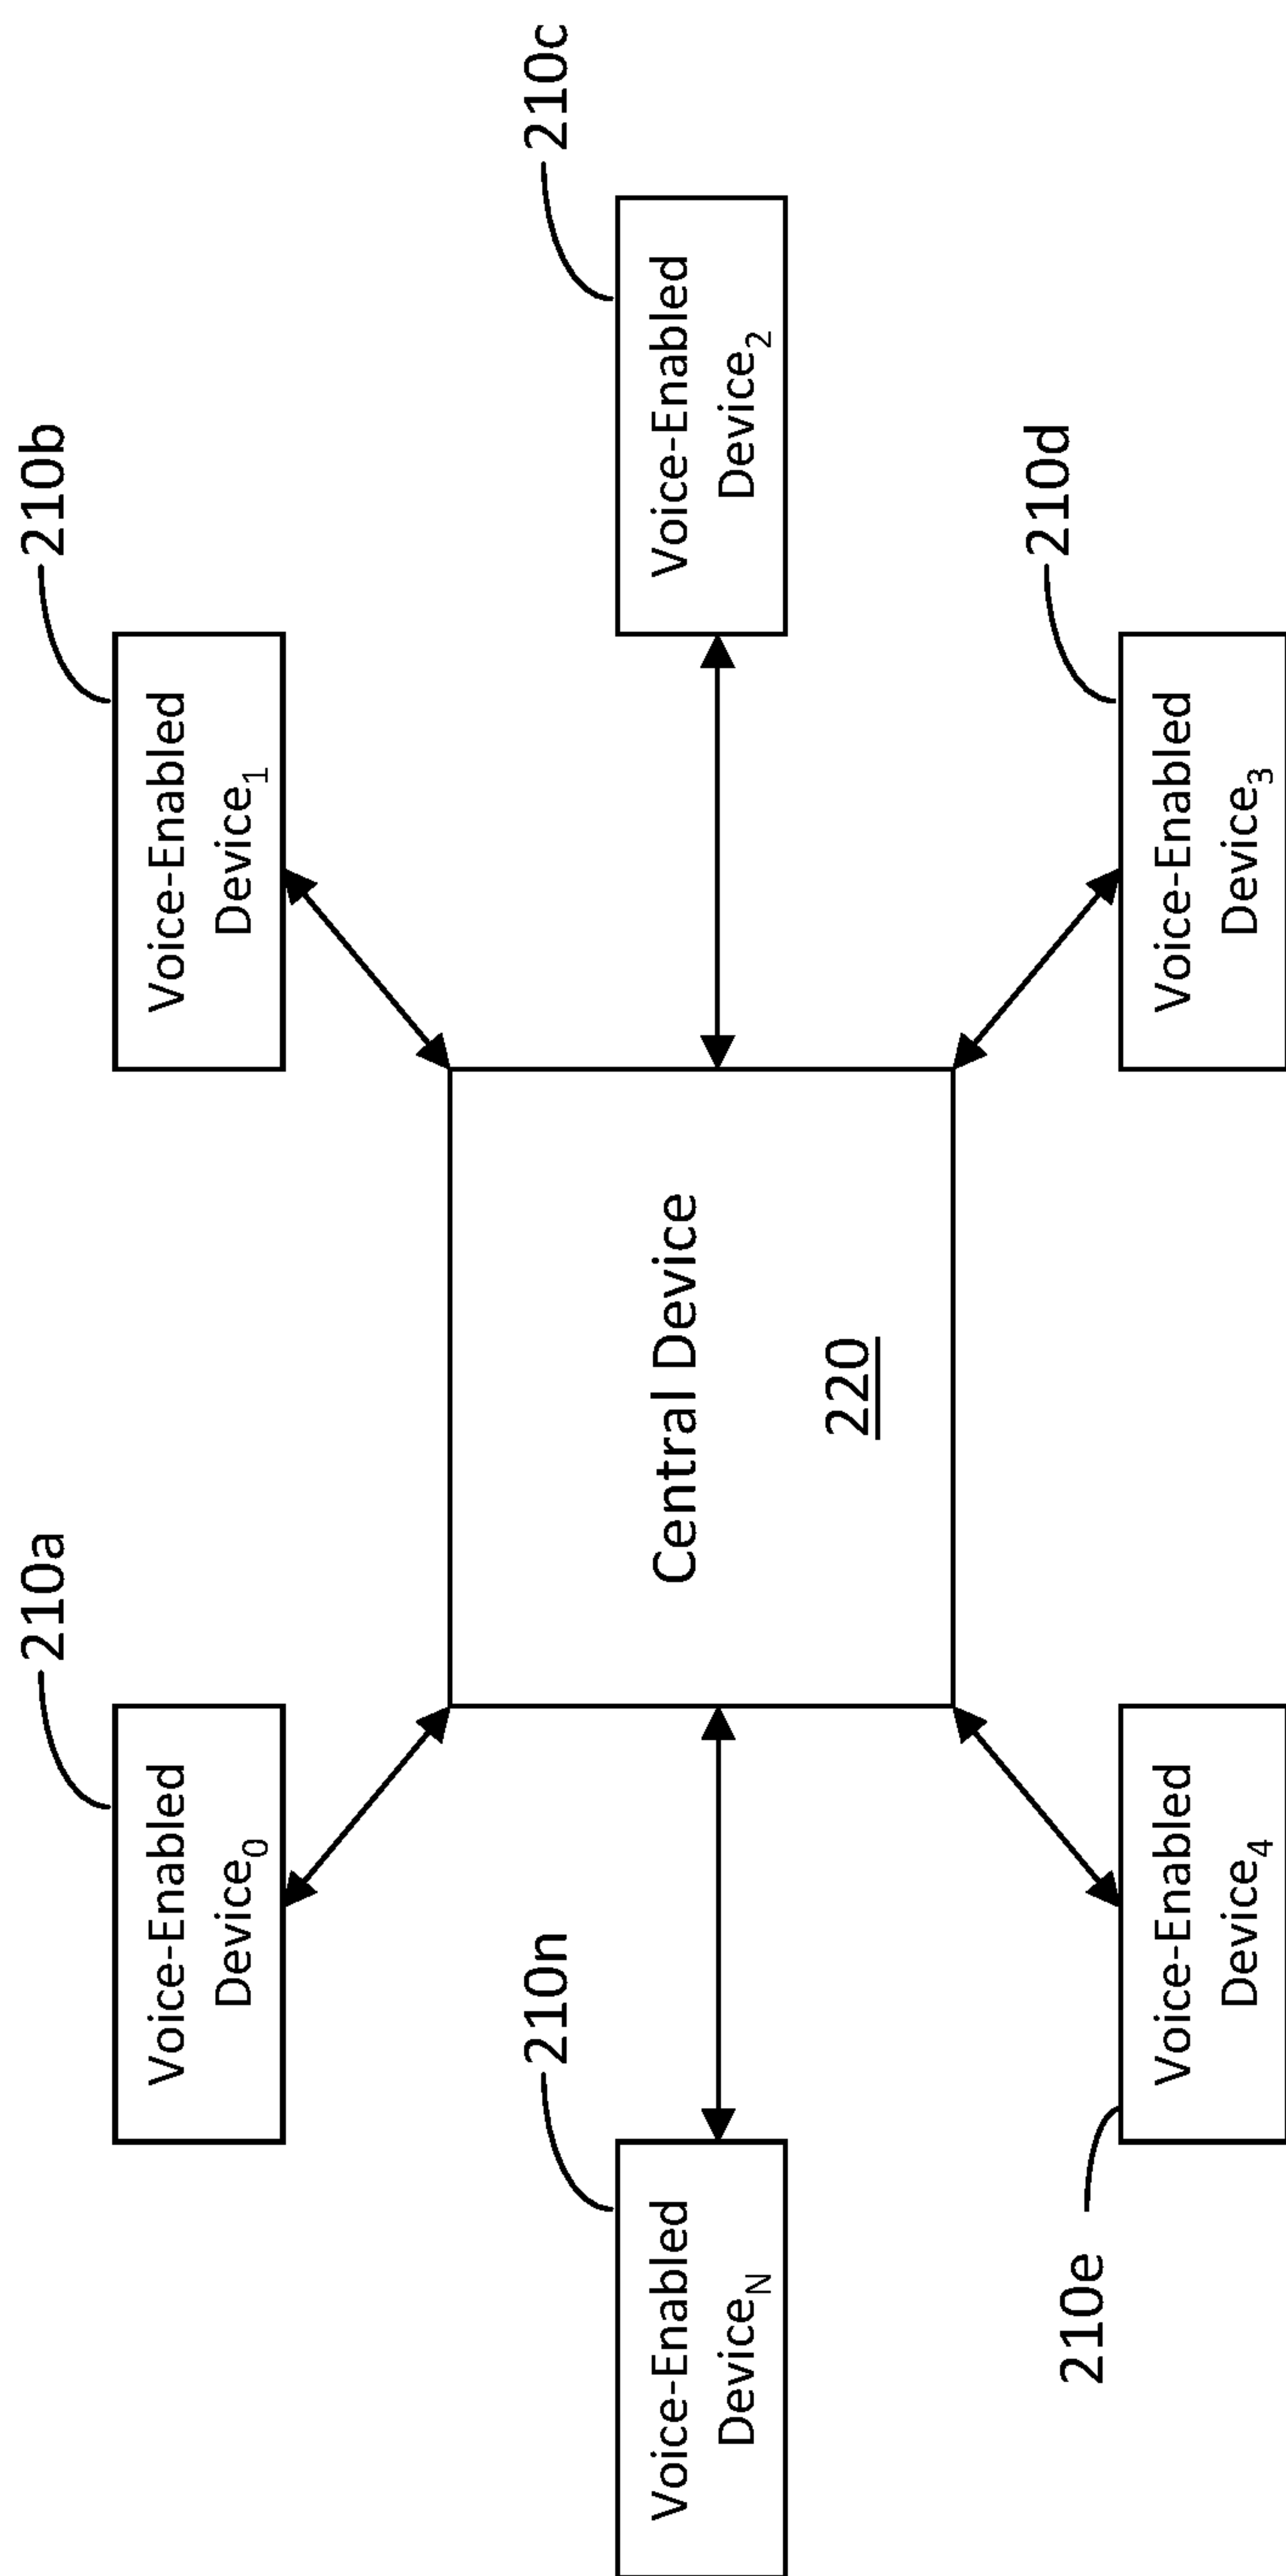 210a
Voice-Enabled
Device₀
210b
Voice-Enabled
Device₁
210n
Voice-Enabled
Device_N
Central Device
220
210c
Voice-Enabled
Device₂
210e
Voice-Enabled
Device₄
210d
Voice-Enabled
Device₃